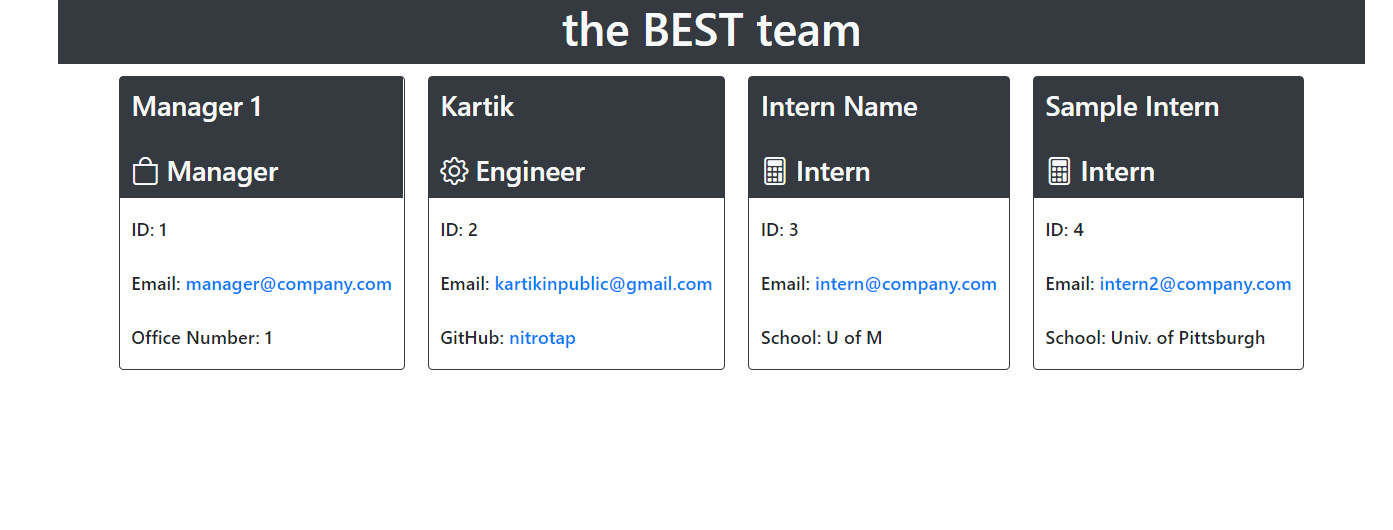 the BEST team
Manager 1
Manager
ID: 1
Email: manager@company.com
Office Number: 1
Kartik
Engineer
ID: 2
Email: kartikinpublic@gmail.com
GitHub: nitrotap
Intern Name
Intern
ID: 3
Email: intern@company.com
School: U of M
Sample Intern
Intern
ID: 4
Email: intern2@company.com
School: Univ. of Pittsburgh